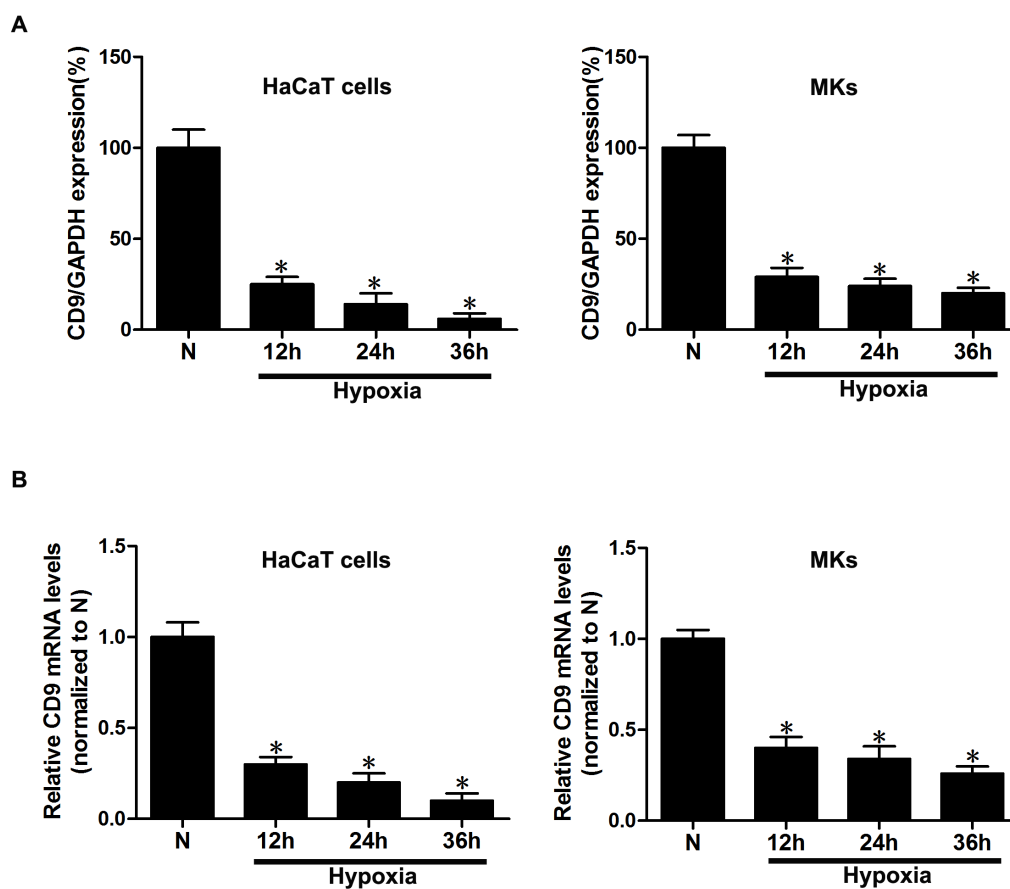 A
HaCaT cells
CD9/GAPDH expression(%)
150
100
50
0
N 12h 24h 36h
* * *
Hypoxia
MKs
CD9/GAPDH expression(%)
150
100
50
0
N 12h 24h 36h
* * *
Hypoxia
B
HaCaT cells
Relative CD9 mRNA levels
(normalized to N)
1.5
1.0
0.5
0.0
N 12h 24h 36h
* * *
Hypoxia
MKs
Relative CD9 mRNA levels
(normalized to N)
1.5
1.0
0.5
0.0
N 12h 24h 36h
* * *
Hypoxia